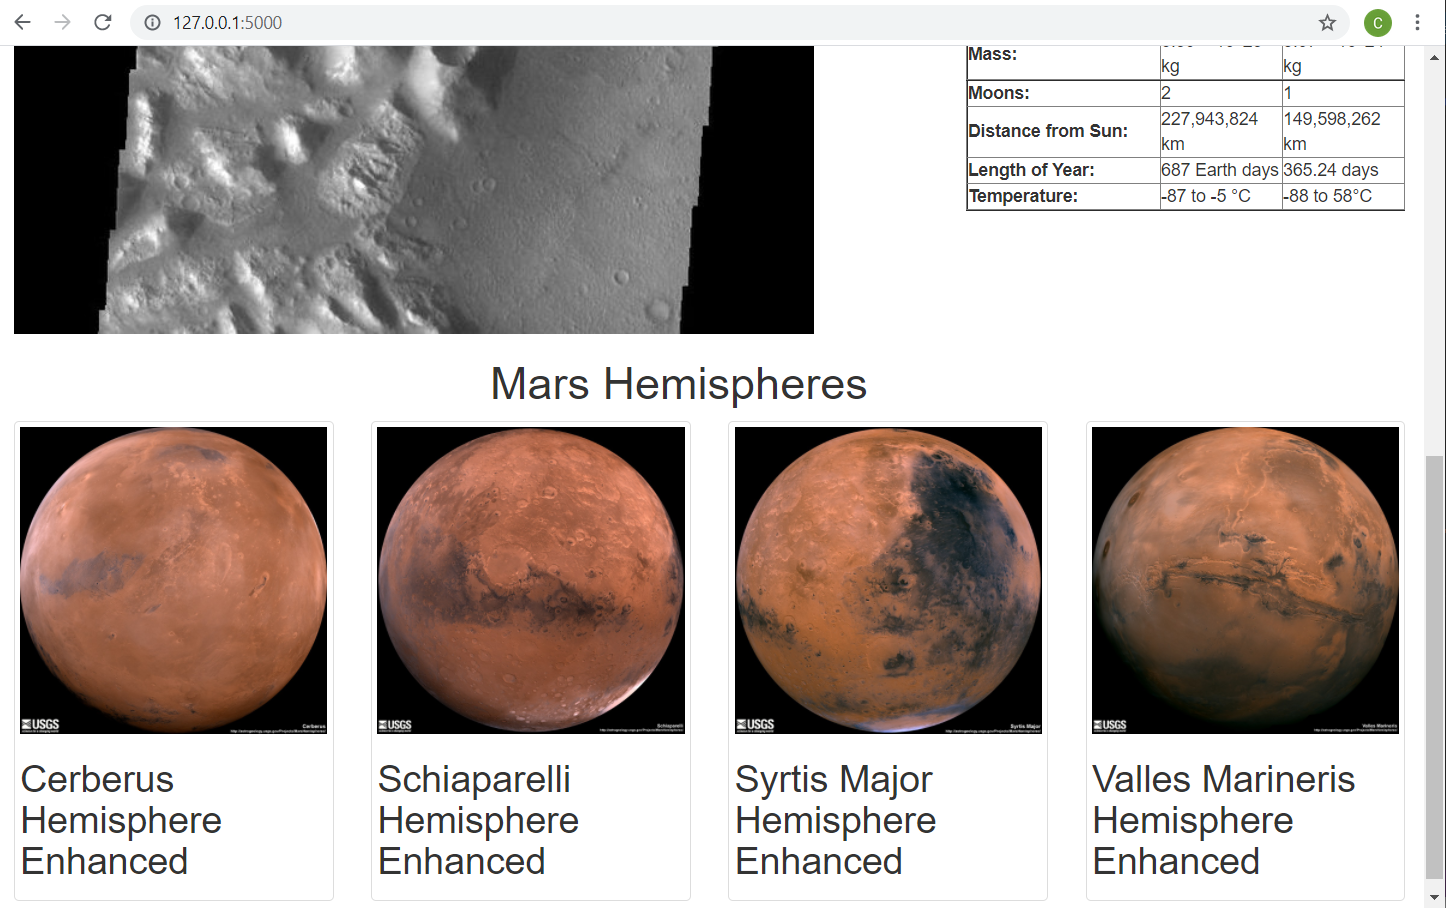 127.0.0.1:5000
C
Mass:
kg
kg
Moons: 2 1
Distance from Sun: 227,943,824 km 149,598,262 km
Length of Year: 687 Earth days 365.24 days
Temperature: -87 to -5 °C -88 to 58°C
Mars Hemispheres
USGS
Cerberus
USGS
Schiaparelli
USGS
Syrtis Major
USGS
Valles Marineris
Cerberus
Hemisphere
Enhanced
Schiaparelli
Hemisphere
Enhanced
Syrtis Major
Hemisphere
Enhanced
Valles Marineris
Hemisphere
Enhanced